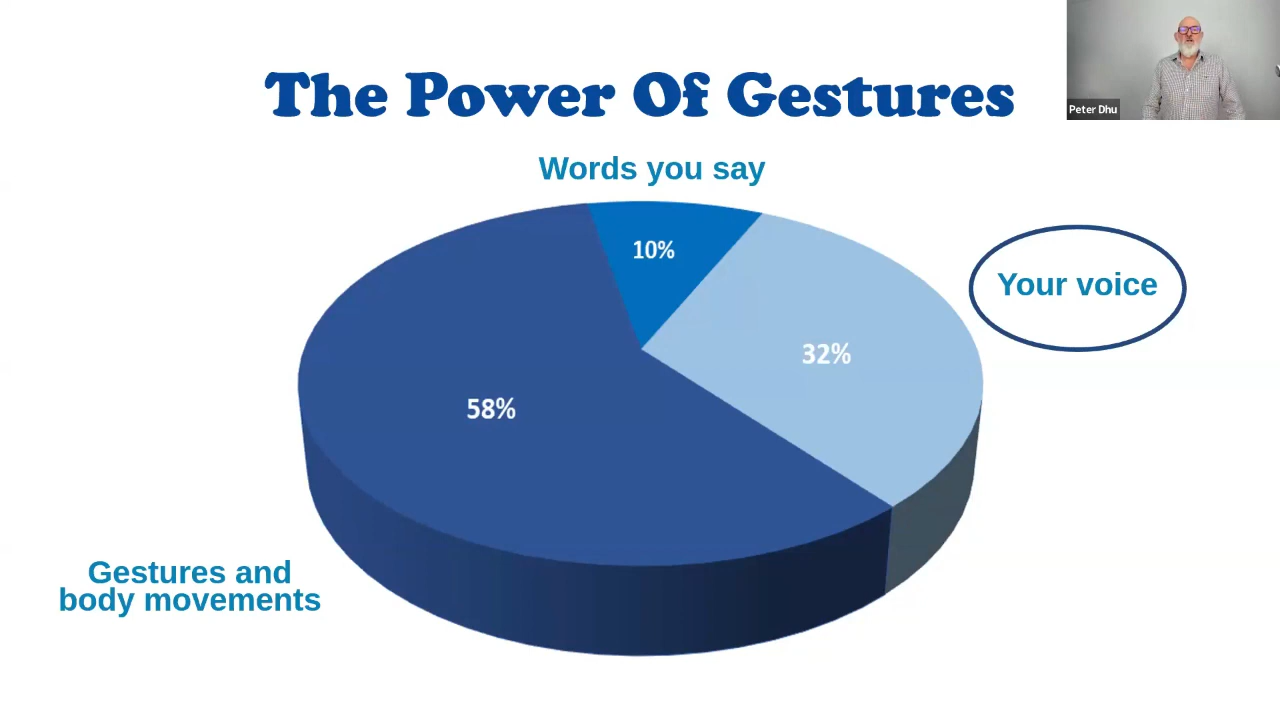 The Power Of Gestures
Peter Dhu
Words you say
10%
Your voice
32%
58%
Gestures and
body movements